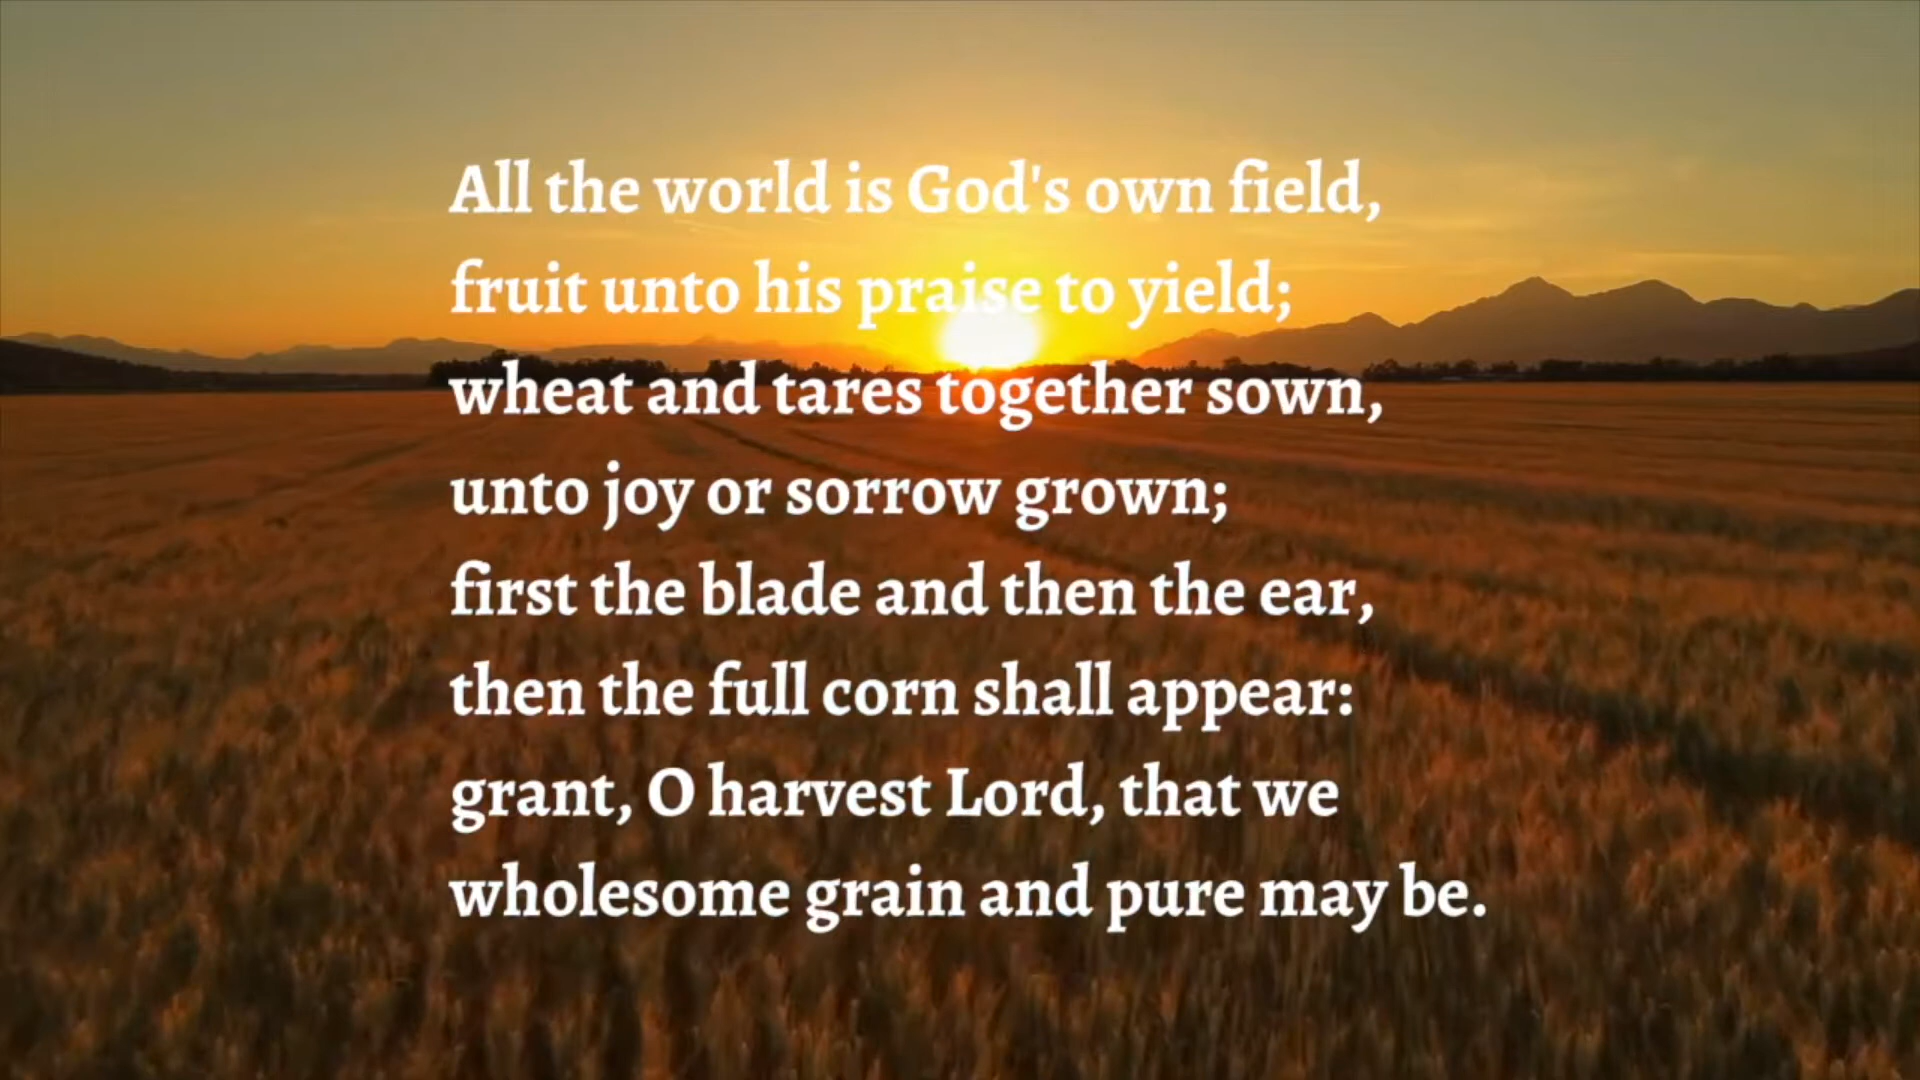 All the world is God's own field,
fruit unto his praise to yield;
wheat and tares together sown,
unto joy or sorrow grown;
first the blade and then the ear,
then the full corn shall appear:
grant, O harvest Lord, that we
wholesome grain and pure may be.